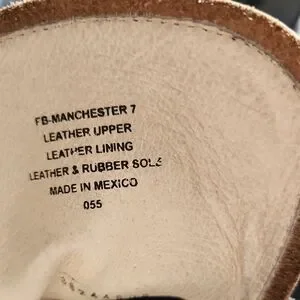 FB-MANCHESTER 7
LEATHER UPPER
LEATHER LINING
LEATHER & RUBBER SOLE
MADE IN MEXICO
055